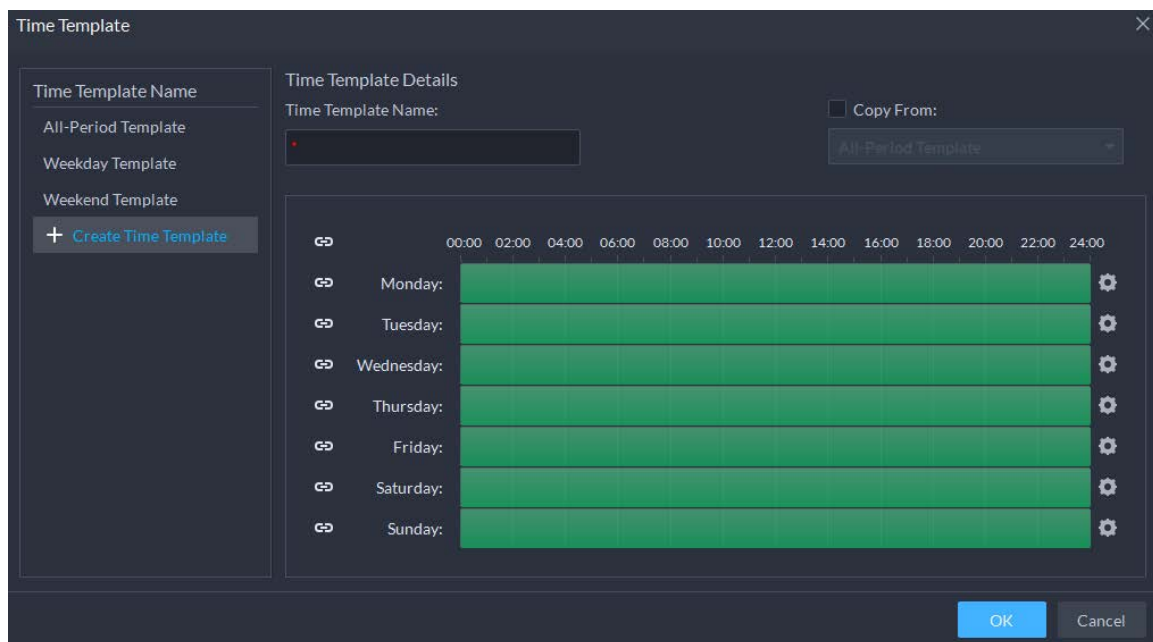 Time Template
Time Template Name
All-Period Template
Weekday Template
Weekend Template
+ Create Time Template
Time Template Details
Time Template Name:
Copy From:
*
All-Period Template
00:00 02:00 04:00 06:00 08:00 10:00 12:00 14:00 16:00 18:00 20:00 22:00 24:00
Monday:
Tuesday:
Wednesday:
Thursday:
Friday:
Saturday:
Sunday:
OK
Cancel